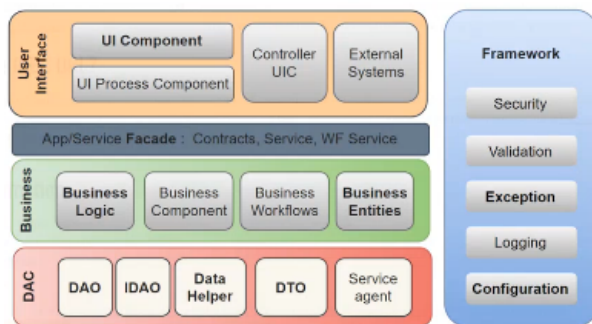 User
Interface
UI Component
UI Process Component
Controller
UIC
External
Systems
App/Service Facade : Contracts, Service, WF Service
Business
Business
Logic
Business
Component
Business
Workflows
Business
Entities
DAC
DAO
IDAO
Data
Helper
DTO
Service
agent
Framework
Security
Validation
Exception
Logging
Configuration